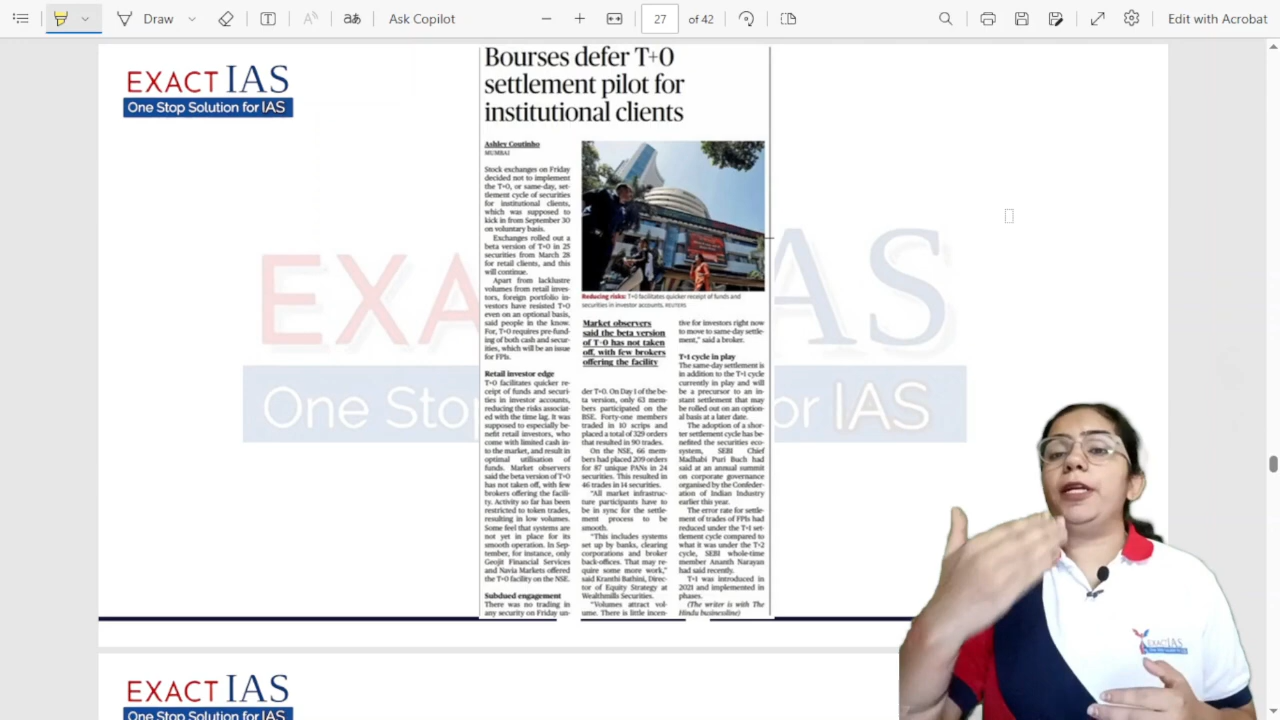 Draw
Ask Copilot
27
of 42
Edit with Acrobat
EXACT IAS
One Stop Solution for IAS
Bourses defer T+0
settlement pilot for
institutional clients
Ashley Coutinho
MUMBAI
Stock exchanges on Friday
decided not to implement
the T+0, or same-day, set-
tlement cycle of securities
for institutional clients,
which was supposed to
kick in from September 30
on voluntary basis.
Exchanges rolled out a
beta version of T+0 in 25
securities from March 28
for retail clients, and this
will continue.
Apart from lacklustre
volumes from retail inves-
tors, foreign portfolio in-
vestors have resisted T+0
even on an optional basis,
said people in the know.
For, T+0 requires pre-fund-
ing of both cash and secur-
ities, which will be an issue
for FPIs.
Retail investor edge
T+0 facilitates quicker re-
ceipt of funds and securi-
ties in investor accounts,
reducing the risks associat-
ed with the time lag. It was
supposed to especially be-
nefit retail investors, who
come with limited cash in-
to the market, and result in
optimal utilisation of
funds. Market observers
said the beta version of T+0
has not taken off, with few
brokers offering the facili-
ty. Activity so far has been
restricted to token trades,
resulting in low volumes.
Some feel that systems are
not yet in place for its
smooth operation. In Sep-
tember, for instance, only
Geojit Financial Services
and Navia Markets offered
the T+0 facility on the NSE.
Subdued engagement
There was no trading in
any security on Friday un-
Reducing risks: T+0 facilitates quicker receipt of funds and
securities in investor accounts. REUTERS
Market observers
said the beta version
of T+0 has not taken
off, with few brokers
offering the facility
der T+0. On Day 1 of the be-
ta version, only 63 mem-
bers participated on the
BSE. Forty-one members
traded in 10 scrips and
placed a total of 329 orders
that resulted in 90 trades.
On the NSE, 66 mem-
bers had placed 209 orders
for 87 unique PANs in 24
securities. This resulted in
46 trades in 14 securities.
"All market infrastruc-
ture participants have to
be in sync for the settle-
ment process to be
smooth.
"This includes systems
set up by banks, clearing
corporations and broker
back-offices. That may re-
quire some more work,"
said Kranthi Bathini, Direc-
tor of Equity Strategy at
Wealthmills Securities.
"Volumes attract vol-
ume. There is little incen-
tive for investors right now
to move to same-day settle-
ment," said a broker.
T+1 cycle in play
The same-day settlement is
in addition to the T+1 cycle
currently in play and will
be a precursor to an in-
stant settlement that may
be rolled out on an option-
al basis at a later date.
The adoption of a shor-
ter settlement cycle has be-
nefited the securities eco-
system, SEBI Chief
Madhabi Puri Buch had
said at an annual summit
on corporate governance
organised by the Confeder-
ation of Indian Industry
earlier this year.
The error rate for settle-
ment of trades of FPIs had
reduced under the T+1 set-
tlement cycle compared to
what it was under the T+2
cycle, SEBI whole-time
member Ananth Narayan
had said recently.
T+1 was introduced in
2021 and implemented in
phases.
(The writer is with The
Hindu businessline)
EXACT IAS
EXACT IAS
One Stop Solution for IAS